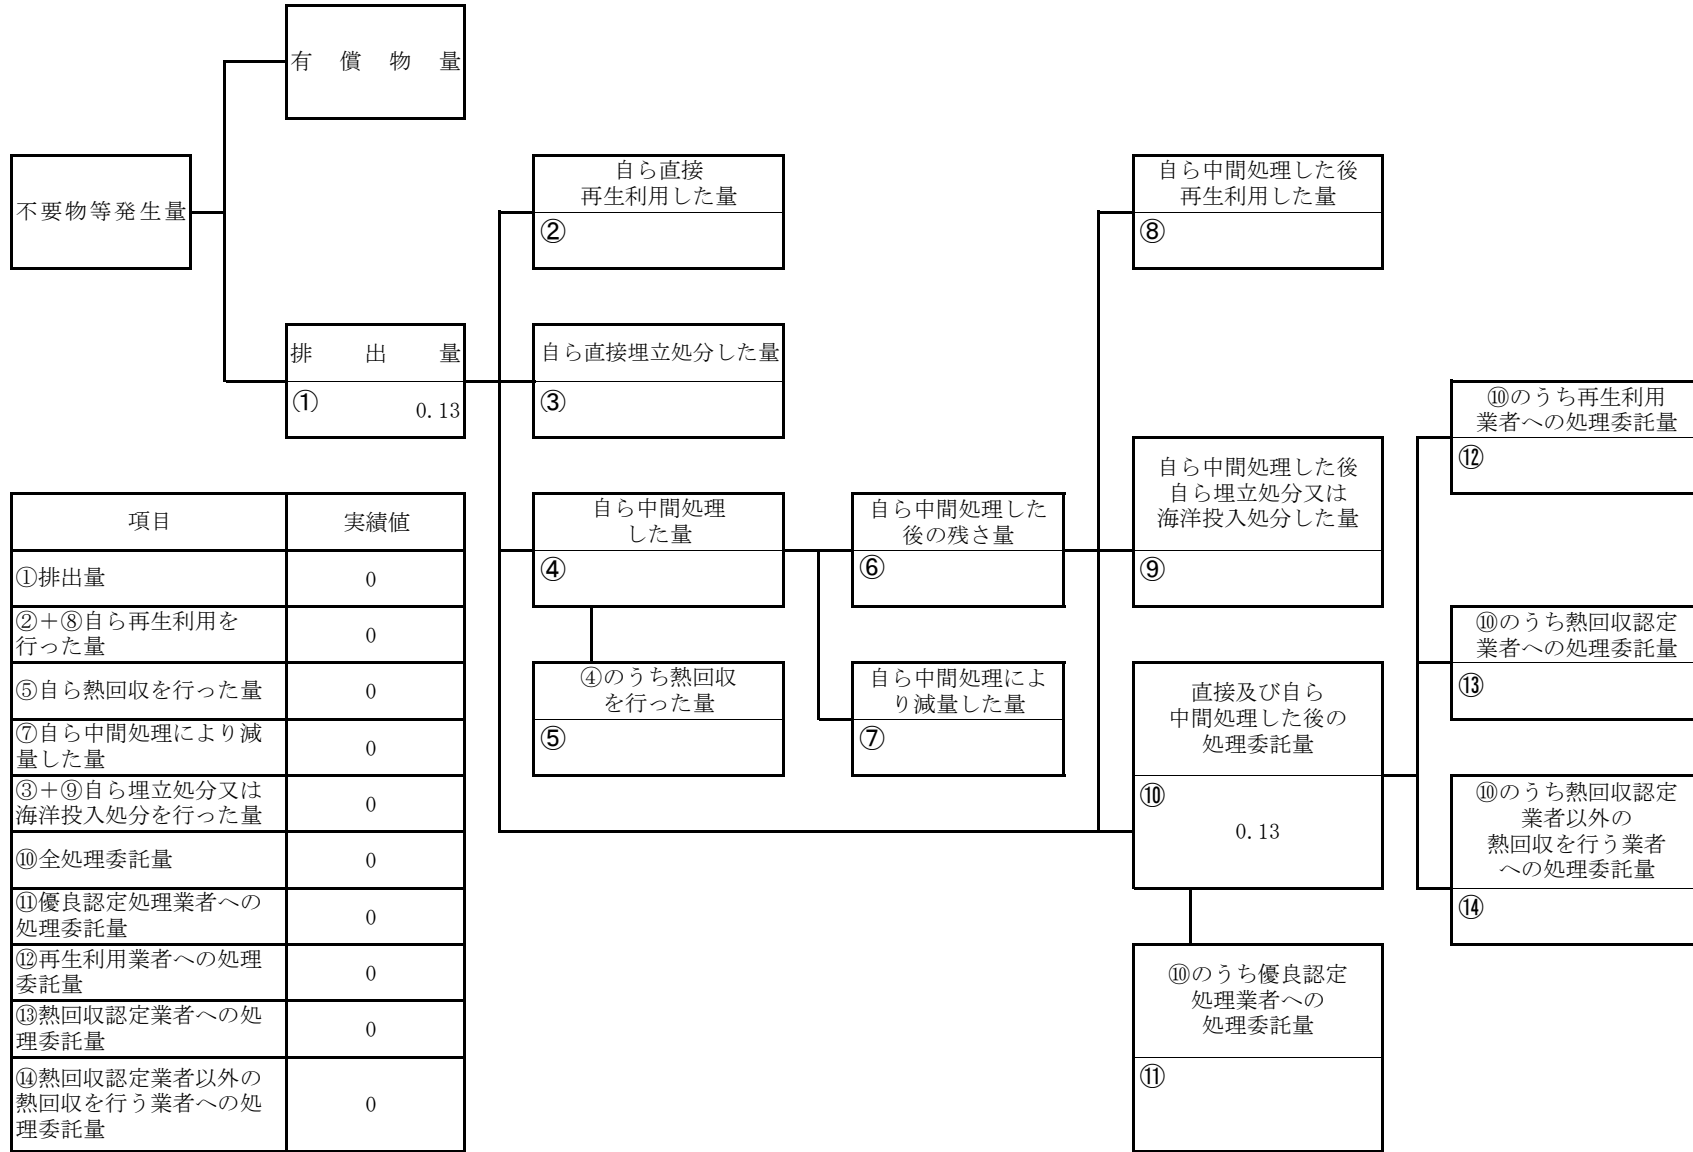 有償物量
不要物等発生量
排出量
①
0.13
自ら直接
再生利用した量
②
自ら直接埋立処分した量
③
自ら中間処理
した量
④
④のうち熱回収
を行った量
⑤
自ら中間処理した
後の残さ量
⑥
自ら中間処理によ
り減量した量
⑦
自ら中間処理した後
再生利用した量
⑧
自ら中間処理した後
自ら埋立処分又は
海洋投入処分した量
⑨
直接及び自ら
中間処理した後の
処理委託量
⑩
0.13
⑩のうち優良認定
処理業者への
処理委託量
⑪
⑩のうち再生利用
業者への処理委託量
⑫
⑩のうち熱回収認定
業者への処理委託量
⑬
⑩のうち熱回収認定
業者以外の
熱回収を行う業者
への処理委託量
⑭
項目 実績値
①排出量 0
②+⑧自ら再生利用を
行った量 0
⑤自ら熱回収を行った量 0
⑦自ら中間処理により減
量した量 0
③+⑨自ら埋立処分又は
海洋投入処分を行った量 0
⑩全処理委託量 0
⑪優良認定処理業者への
処理委託量 0
⑫再生利用業者への処理
委託量 0
⑬熱回収認定業者への処
理委託量 0
⑭熱回収認定業者以外の
熱回収を行う業者への処
理委託量 0